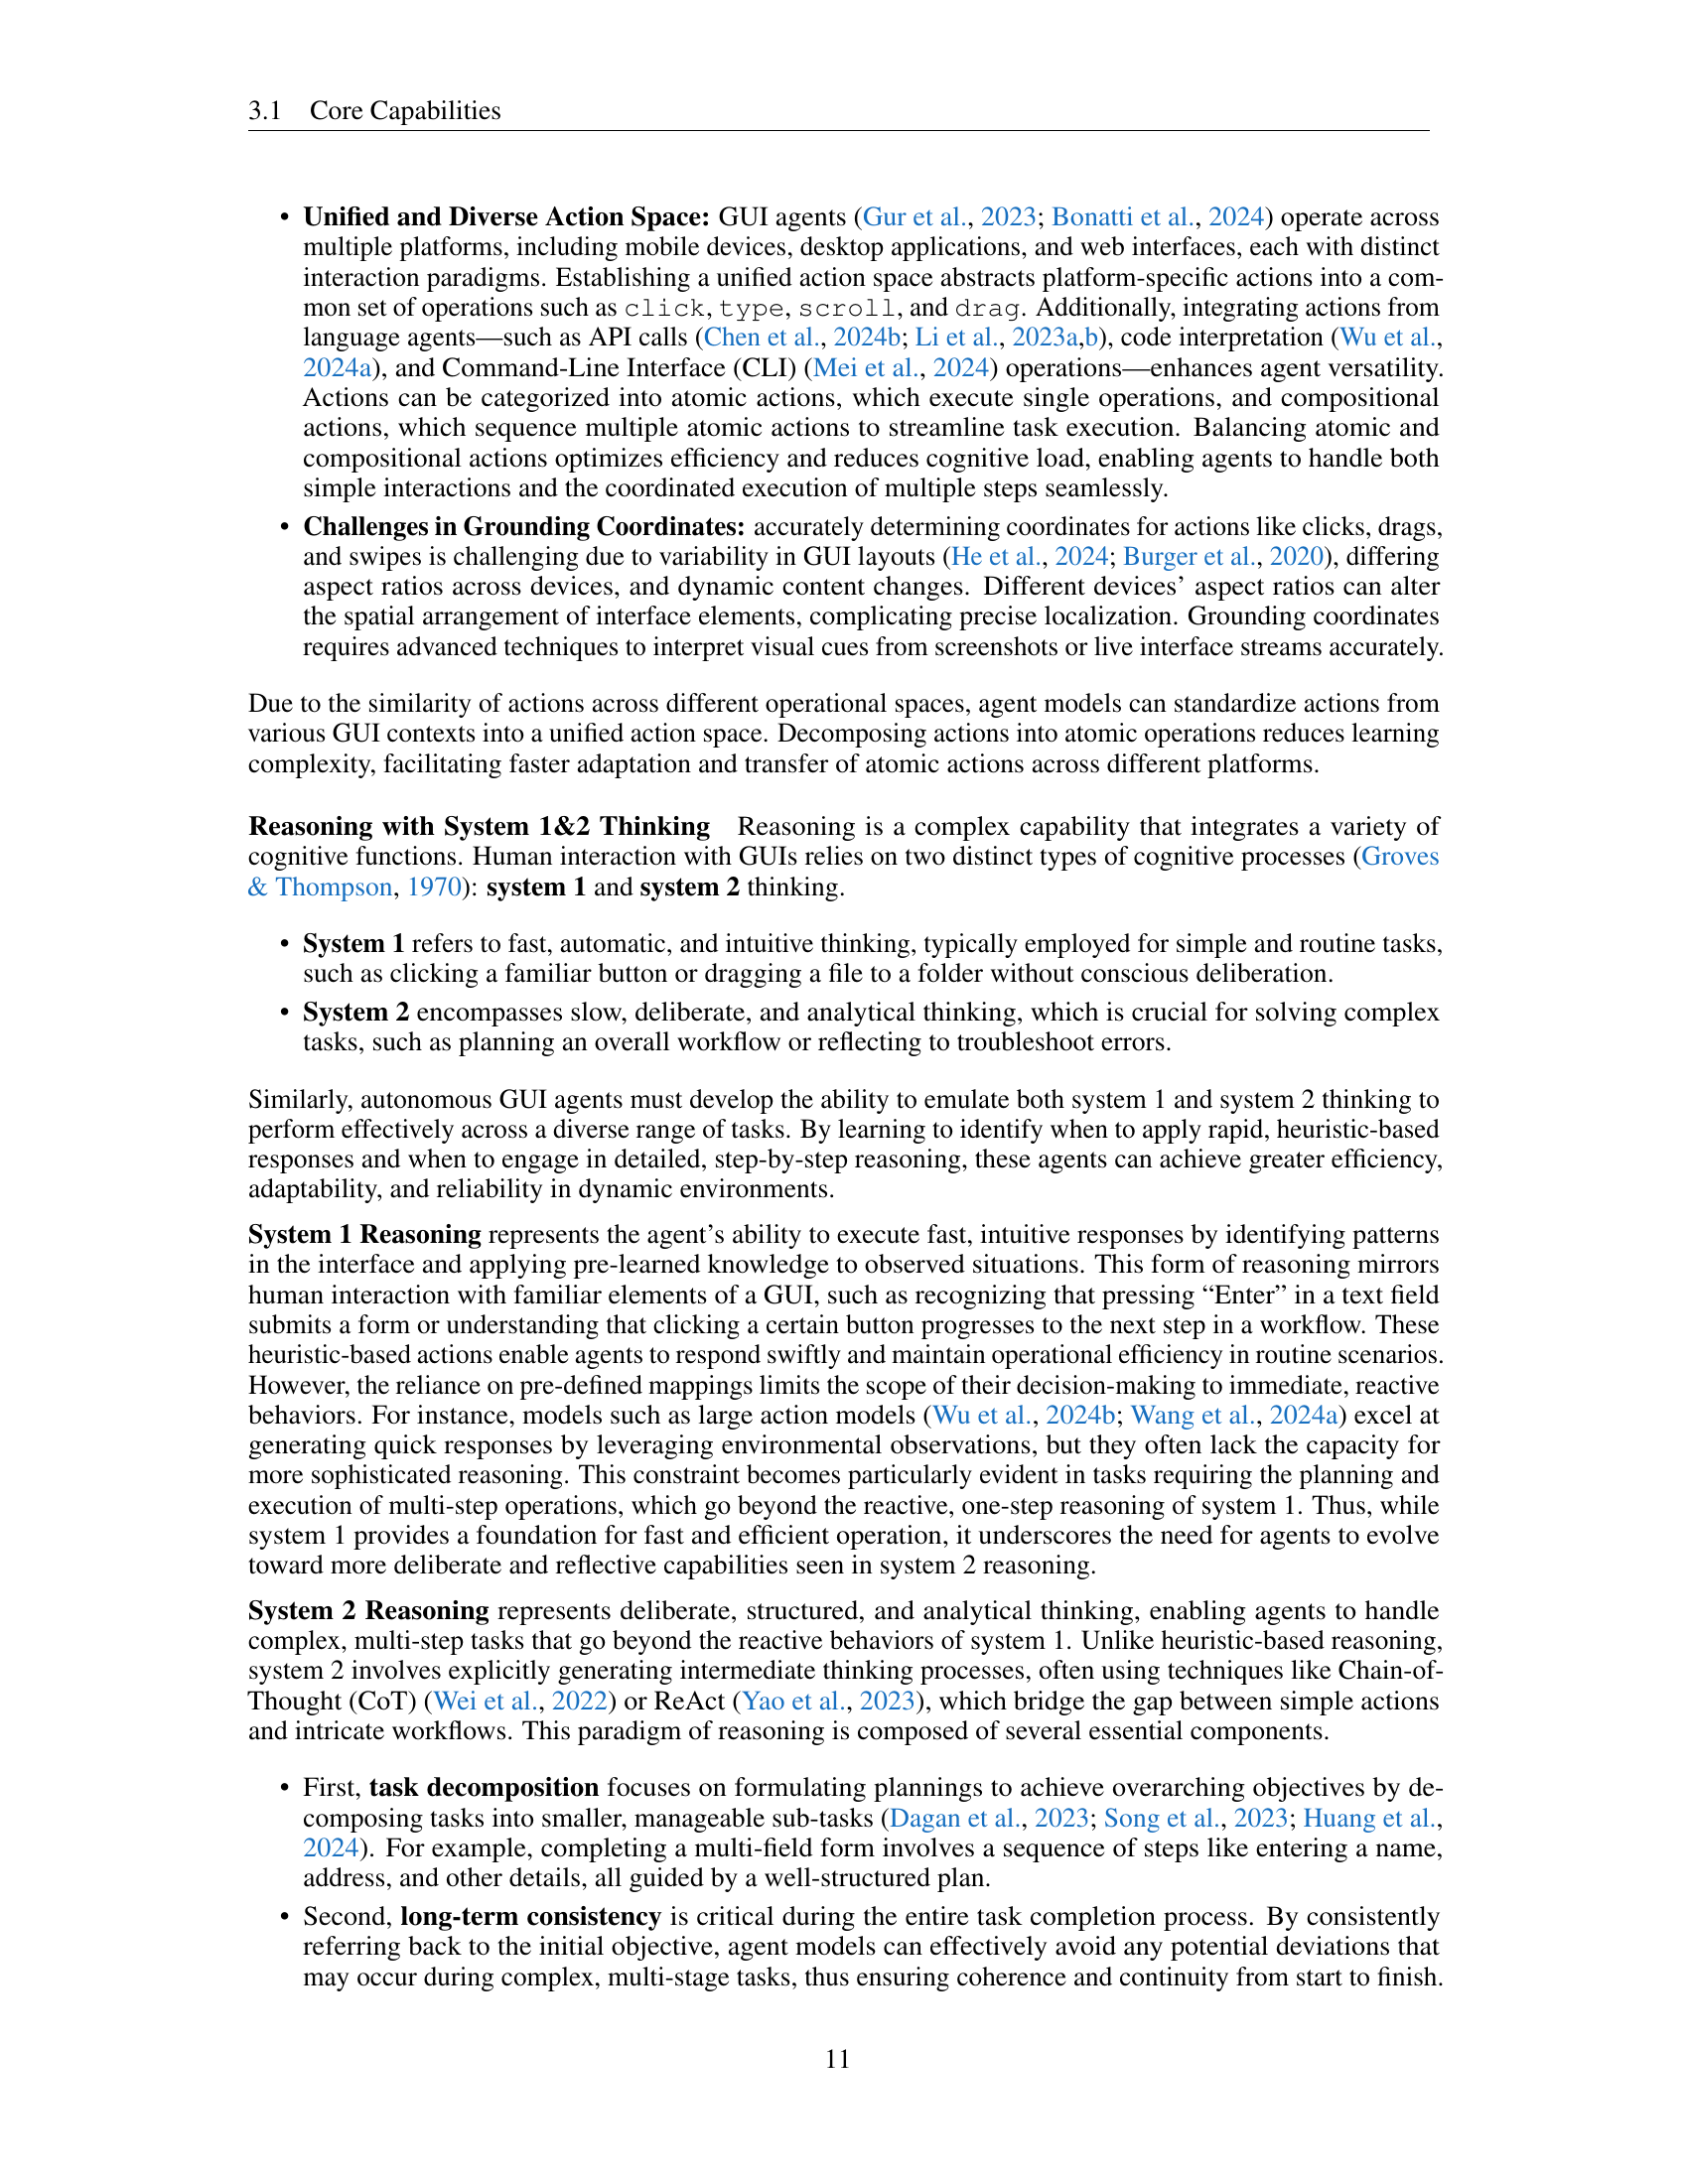 3.1 Core Capabilities
• Unified and Diverse Action Space: GUI agents (Gur et al., 2023; Bonatti et al., 2024) operate across
multiple platforms, including mobile devices, desktop applications, and web interfaces, each with distinct
interaction paradigms. Establishing a unified action space abstracts platform-specific actions into a com-
mon set of operations such as click, type, scroll, and drag. Additionally, integrating actions from
language agents—such as API calls (Chen et al., 2024b; Li et al., 2023a,b), code interpretation (Wu et al.,
2024a), and Command-Line Interface (CLI) (Mei et al., 2024) operations—enhances agent versatility.
Actions can be categorized into atomic actions, which execute single operations, and compositional
actions, which sequence multiple atomic actions to streamline task execution. Balancing atomic and
compositional actions optimizes efficiency and reduces cognitive load, enabling agents to handle both
simple interactions and the coordinated execution of multiple steps seamlessly.
• Challenges in Grounding Coordinates: accurately determining coordinates for actions like clicks, drags,
and swipes is challenging due to variability in GUI layouts (He et al., 2024; Burger et al., 2020), differing
aspect ratios across devices, and dynamic content changes. Different devices' aspect ratios can alter
the spatial arrangement of interface elements, complicating precise localization. Grounding coordinates
requires advanced techniques to interpret visual cues from screenshots or live interface streams accurately.
Due to the similarity of actions across different operational spaces, agent models can standardize actions from
various GUI contexts into a unified action space. Decomposing actions into atomic operations reduces learning
complexity, facilitating faster adaptation and transfer of atomic actions across different platforms.
Reasoning with System 1&2 Thinking Reasoning is a complex capability that integrates a variety of
cognitive functions. Human interaction with GUIs relies on two distinct types of cognitive processes (Groves
& Thompson, 1970): system 1 and system 2 thinking.
• System 1 refers to fast, automatic, and intuitive thinking, typically employed for simple and routine tasks,
such as clicking a familiar button or dragging a file to a folder without conscious deliberation.
• System 2 encompasses slow, deliberate, and analytical thinking, which is crucial for solving complex
tasks, such as planning an overall workflow or reflecting to troubleshoot errors.
Similarly, autonomous GUI agents must develop the ability to emulate both system 1 and system 2 thinking to
perform effectively across a diverse range of tasks. By learning to identify when to apply rapid, heuristic-based
responses and when to engage in detailed, step-by-step reasoning, these agents can achieve greater efficiency,
adaptability, and reliability in dynamic environments.
System 1 Reasoning represents the agent's ability to execute fast, intuitive responses by identifying patterns
in the interface and applying pre-learned knowledge to observed situations. This form of reasoning mirrors
human interaction with familiar elements of a GUI, such as recognizing that pressing “Enter” in a text field
submits a form or understanding that clicking a certain button progresses to the next step in a workflow. These
heuristic-based actions enable agents to respond swiftly and maintain operational efficiency in routine scenarios.
However, the reliance on pre-defined mappings limits the scope of their decision-making to immediate, reactive
behaviors. For instance, models such as large action models (Wu et al., 2024b; Wang et al., 2024a) excel at
generating quick responses by leveraging environmental observations, but they often lack the capacity for
more sophisticated reasoning. This constraint becomes particularly evident in tasks requiring the planning and
execution of multi-step operations, which go beyond the reactive, one-step reasoning of system 1. Thus, while
system 1 provides a foundation for fast and efficient operation, it underscores the need for agents to evolve
toward more deliberate and reflective capabilities seen in system 2 reasoning.
System 2 Reasoning represents deliberate, structured, and analytical thinking, enabling agents to handle
complex, multi-step tasks that go beyond the reactive behaviors of system 1. Unlike heuristic-based reasoning,
system 2 involves explicitly generating intermediate thinking processes, often using techniques like Chain-of-
Thought (CoT) (Wei et al., 2022) or ReAct (Yao et al., 2023), which bridge the gap between simple actions
and intricate workflows. This paradigm of reasoning is composed of several essential components.
• First, task decomposition focuses on formulating plannings to achieve overarching objectives by de-
composing tasks into smaller, manageable sub-tasks (Dagan et al., 2023; Song et al., 2023; Huang et al.,
2024). For example, completing a multi-field form involves a sequence of steps like entering a name,
address, and other details, all guided by a well-structured plan.
• Second, long-term consistency is critical during the entire task completion process. By consistently
referring back to the initial objective, agent models can effectively avoid any potential deviations that
may occur during complex, multi-stage tasks, thus ensuring coherence and continuity from start to finish.
11